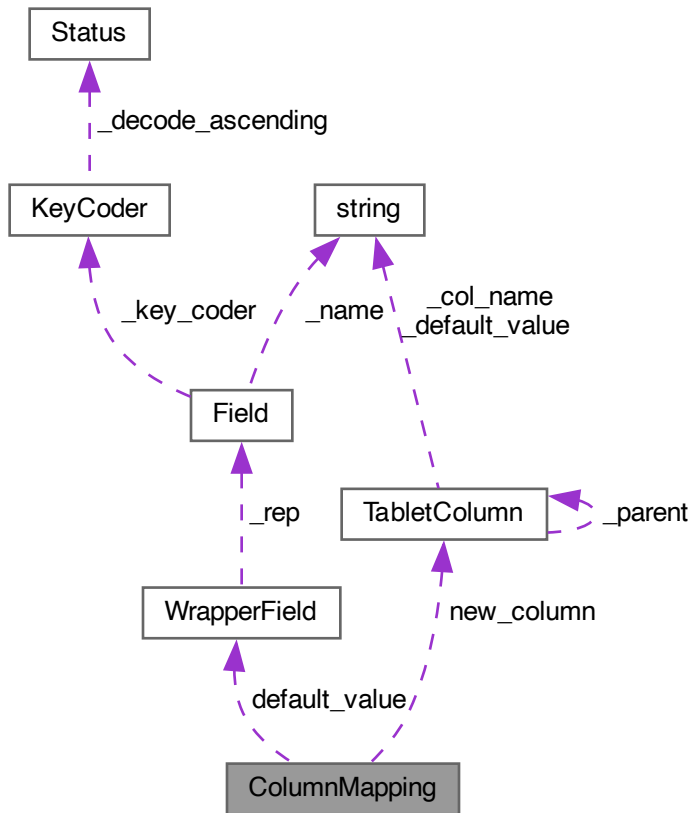 Status
_decode_ascending
KeyCoder
string
_key_coder
_name
_col_name
_default_value
Field
_rep
TabletColumn
_parent
WrapperField
new_column
default_value
ColumnMapping